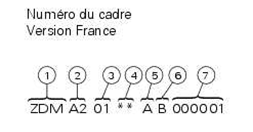 Numéro du cadre
Version France
1 2 3 4 5 6 7
ZDM A2 01 ** A B 000001